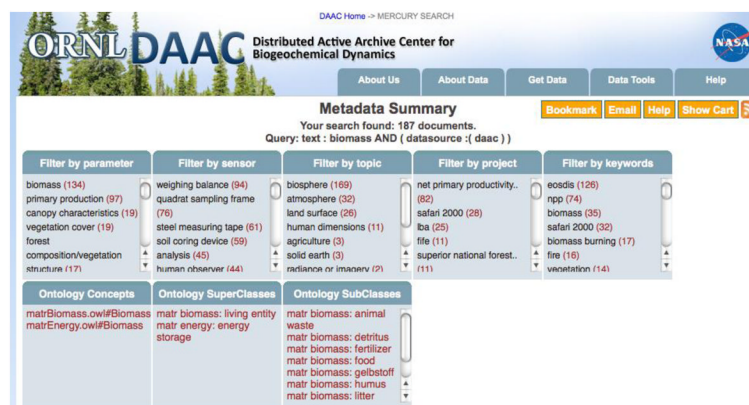 DAAC Home -> MERCURY SEARCH
ORNL DAAC
Distributed Active Archive Center for
Biogeochemical Dynamics
NASA
About Us
About Data
Get Data
Data Tools
Help
Metadata Summary
Bookmark
Email
Help
Show Cart
Your search found: 187 documents.
Query: text : biomass AND ( datasource :( daac ) )
Filter by parameter
biomass (134)
primary production (97)
canopy characteristics (19)
vegetation cover (19)
forest
composition/vegetation
structure (17)
Filter by sensor
weighing balance (94)
quadrat sampling frame
(76)
steel measuring tape (61)
soil coring device (59)
analysis (45)
human observer (44)
Filter by topic
biosphere (169)
atmosphere (32)
land surface (26)
human dimensions (11)
agriculture (3)
solid earth (3)
radiance or imagery (2)
Filter by project
net primary productivity..
(82)
safari 2000 (28)
lba (25)
fife (11)
superior national forest..
(11)
Filter by keywords
eosdis (126)
npp (74)
biomass (35)
safari 2000 (32)
biomass burning (17)
fire (16)
vegetation (14)
Ontology Concepts
matrBiomass.owl#Biomass
matrEnergy.owl#Biomass
Ontology SuperClasses
matr biomass: living entity
matr energy: energy
storage
Ontology SubClasses
matr biomass: animal
waste
matr biomass: detritus
matr biomass: fertilizer
matr biomass: food
matr biomass: gelbstoff
matr biomass: humus
matr biomass: litter